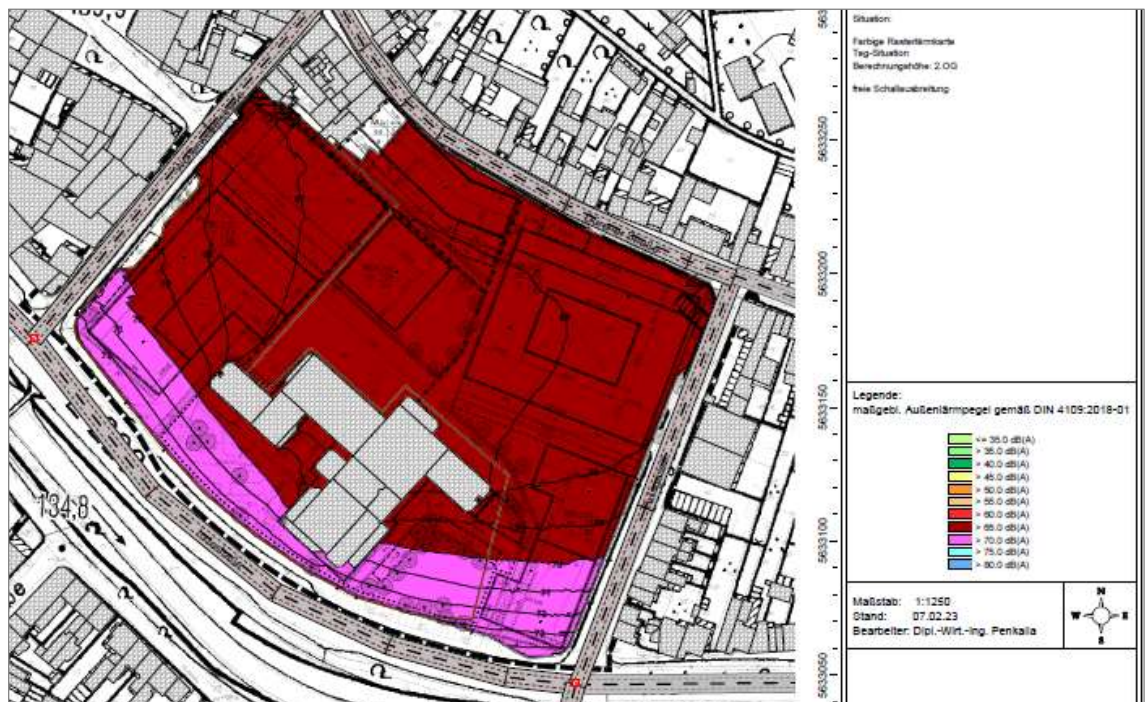 Situation:
Farbige Rasterlärmkarte
Tag-Situation
Berechnungshöhe: 2.OG
freie Schallausbreitung
5633250
5633200
5633150
5633100
5633050
134,8
Legende:
maßgebl. Außenlärmpegel gemäß DIN 4109:2018-01
<= 35.0 dB(A)
> 35.0 dB(A)
> 40.0 dB(A)
> 45.0 dB(A)
> 50.0 dB(A)
> 55.0 dB(A)
> 60.0 dB(A)
> 65.0 dB(A)
> 70.0 dB(A)
> 75.0 dB(A)
> 80.0 dB(A)
Maßstab: 1:1250
Stand: 07.02.23
Bearbeiter: Dipl.-Wirt.-Ing. Penkalla
N
W
E
S